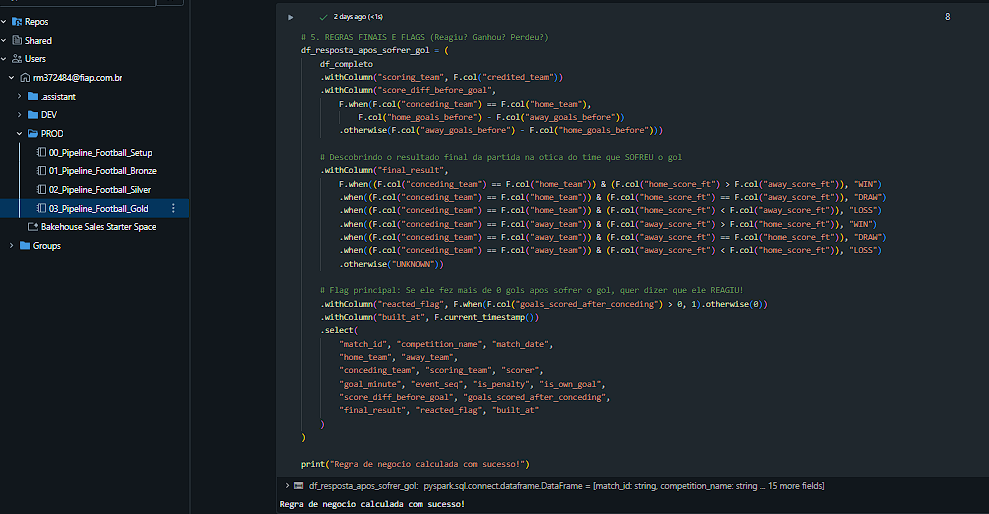 Repos
Shared
Users
rm372484@fiap.com.br
.assistant
DEV
PROD
00_Pipeline_Football_Setup
01_Pipeline_Football_Bronze
02_Pipeline_Football_Silver
03_Pipeline_Football_Gold
Bakehouse Sales Starter Space
Groups
2 days ago (<1s)
8
# 5. REGRAS FINAIS E FLAGS (Reagiu? Ganhou? Perdeu?)
df_resposta_apos_sofrer_gol = (
    df_completo
    .withColumn("scoring_team", F.col("credited_team"))
    .withColumn("score_diff_before_goal",
        F.when(F.col("conceding_team") == F.col("home_team"),
            F.col("home_goals_before") - F.col("away_goals_before"))
        .otherwise(F.col("away_goals_before") - F.col("home_goals_before")))
    # Descobrindo o resultado final da partida na otica do time que SOFREU o gol
    .withColumn("final_result",
        F.when((F.col("conceding_team") == F.col("home_team")) & (F.col("home_score_ft") > F.col("away_score_ft")), "WIN")
        .when((F.col("conceding_team") == F.col("home_team")) & (F.col("home_score_ft") == F.col("away_score_ft")), "DRAW")
        .when((F.col("conceding_team") == F.col("home_team")) & (F.col("home_score_ft") < F.col("away_score_ft")), "LOSS")
        .when((F.col("conceding_team") == F.col("away_team")) & (F.col("away_score_ft") > F.col("home_score_ft")), "WIN")
        .when((F.col("conceding_team") == F.col("away_team")) & (F.col("away_score_ft") == F.col("home_score_ft")), "DRAW")
        .when((F.col("conceding_team") == F.col("away_team")) & (F.col("away_score_ft") < F.col("home_score_ft")), "LOSS")
        .otherwise("UNKNOWN"))
    # Flag principal: Se ele fez mais de 0 gols apos sofrer o gol, quer dizer que ele REAGIU!
    .withColumn("reacted_flag", F.when(F.col("goals_scored_after_conceding") > 0, 1).otherwise(0))
    .withColumn("built_at", F.current_timestamp())
    .select(
        "match_id", "competition_name", "match_date",
        "home_team", "away_team",
        "conceding_team", "scoring_team", "scorer",
        "goal_minute", "event_seq", "is_penalty", "is_own_goal",
        "score_diff_before_goal", "goals_scored_after_conceding",
        "final_result", "reacted_flag", "built_at"
    )
)
print("Regra de negocio calculada com sucesso!")
df_resposta_apos_sofrer_gol: pyspark.sql.connect.dataframe.DataFrame = [match_id: string, competition_name: string ... 15 more fields]
Regra de negocio calculada com sucesso!